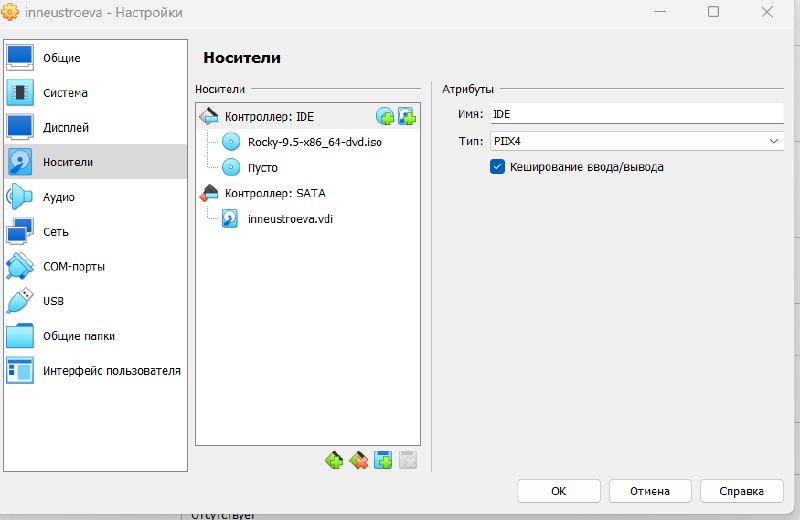 inneustroeva - Настройки
Общие
Система
Дисплей
Носители
Аудио
Сеть
COM-порты
USB
Общие папки
Интерфейс пользователя
Носители
Носители
Контроллер: IDE
Rocky-9.5-x86_64-dvd.iso
Пусто
Контроллер: SATA
inneustroeva.vdi
Атрибуты
Имя: IDE
Тип: PIIX4
Кеширование ввода/вывода
OK
Отмена
Справка
Отсутствует